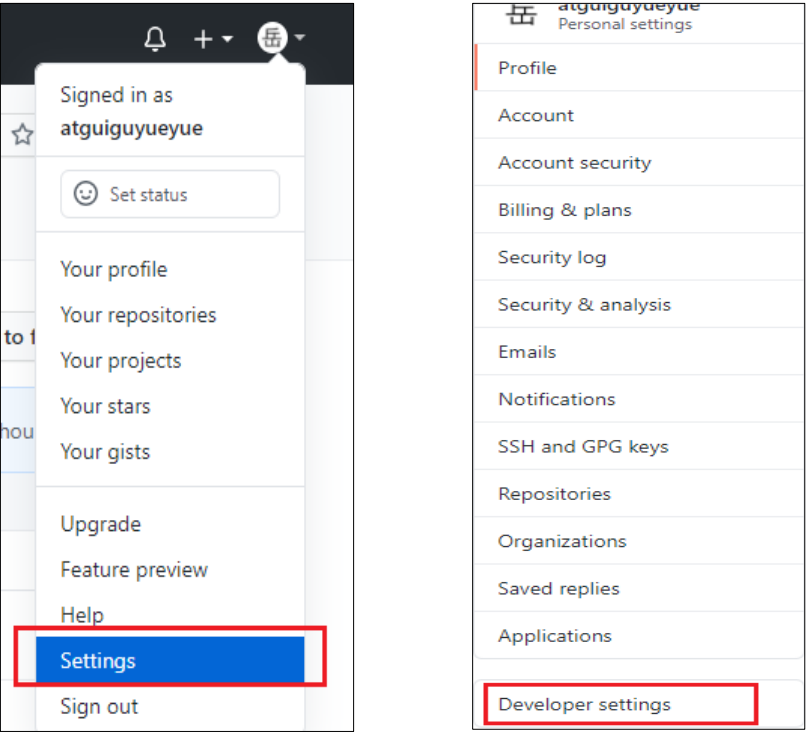 岳
Signed in as
atguiguyueyue
Set status
Your profile
Your repositories
to f
Your projects
Your stars
hou
Your gists
Upgrade
Feature preview
Help
Settings
Sign out
岳
atguiguyueyue
Personal settings
Profile
Account
Account security
Billing & plans
Security log
Security & analysis
Emails
Notifications
SSH and GPG keys
Repositories
Organizations
Saved replies
Applications
Developer settings